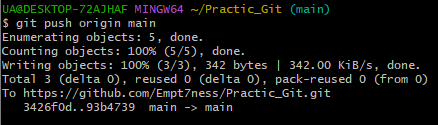 UA@DESKTOP-72AJHAF MINGW64 ~/Practic_Git (main)
$ git push origin main
Enumerating objects: 5, done.
Counting objects: 100% (5/5), done.
Writing objects: 100% (3/3), 342 bytes | 342.00 KiB/s, done.
Total 3 (delta 0), reused 0 (delta 0), pack-reused 0 (from 0)
To https://github.com/Empt7ness/Practic_Git.git
   3426f0d..93b4739  main -> main